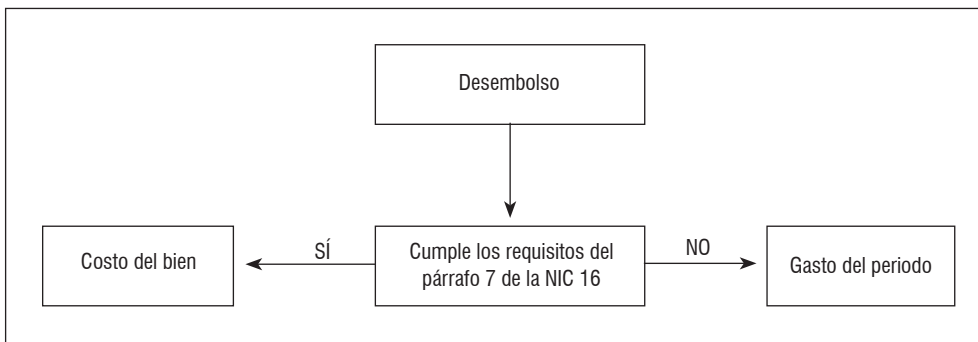 Desembolso
Costo del bien
SÍ
Cumple los requisitos del
párrafo 7 de la NIC 16
NO
Gasto del periodo